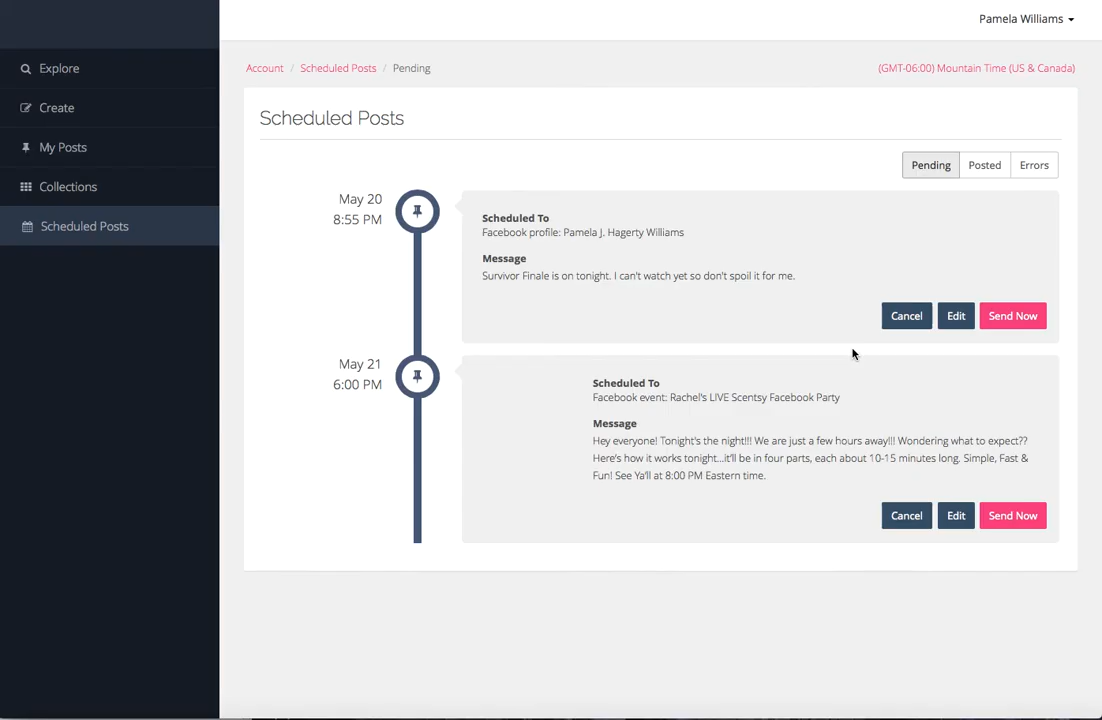 Pamela Williams
Explore
Create
My Posts
Collections
Scheduled Posts
Account / Scheduled Posts / Pending
(GMT-06:00) Mountain Time (US & Canada)
Scheduled Posts
Pending Posted Errors
May 20
8:55 PM
Scheduled To
Facebook profile: Pamela J. Hagerty Williams
Message
Survivor Finale is on tonight. I can't watch yet so don't spoil it for me.
Cancel Edit Send Now
May 21
6:00 PM
Scheduled To
Facebook event: Rachel's LIVE Scentsy Facebook Party
Message
Hey everyone! Tonight's the night!!! We are just a few hours away!!! Wondering what to expect??
Here's how it works tonight...it'll be in four parts, each about 10-15 minutes long. Simple, Fast &
Fun! See Ya'll at 8:00 PM Eastern time.
Cancel Edit Send Now